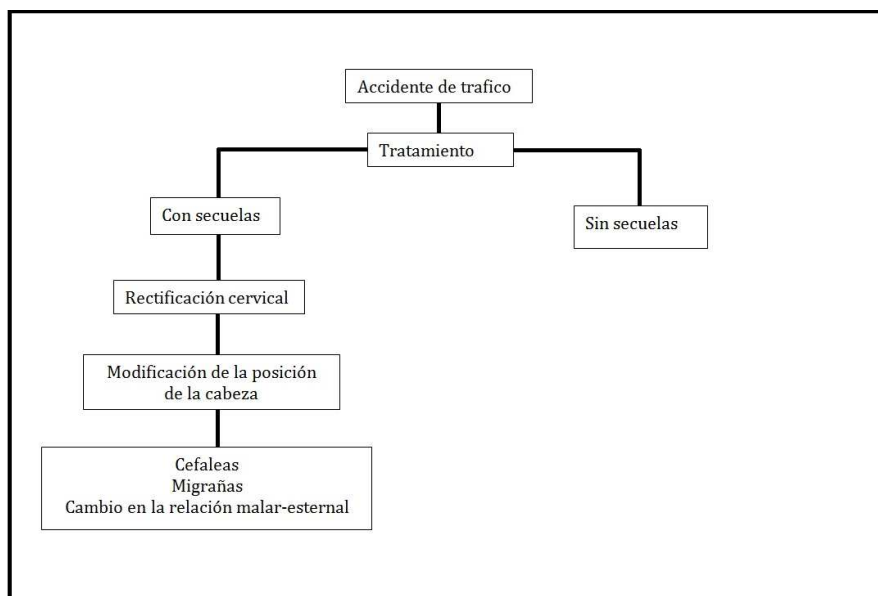 Accidente de trafico
Tratamiento
Con secuelas
Sin secuelas
Rectificación cervical
Modificación de la posición
de la cabeza
Cefaleas
Migrañas
Cambio en la relación malar-esternal